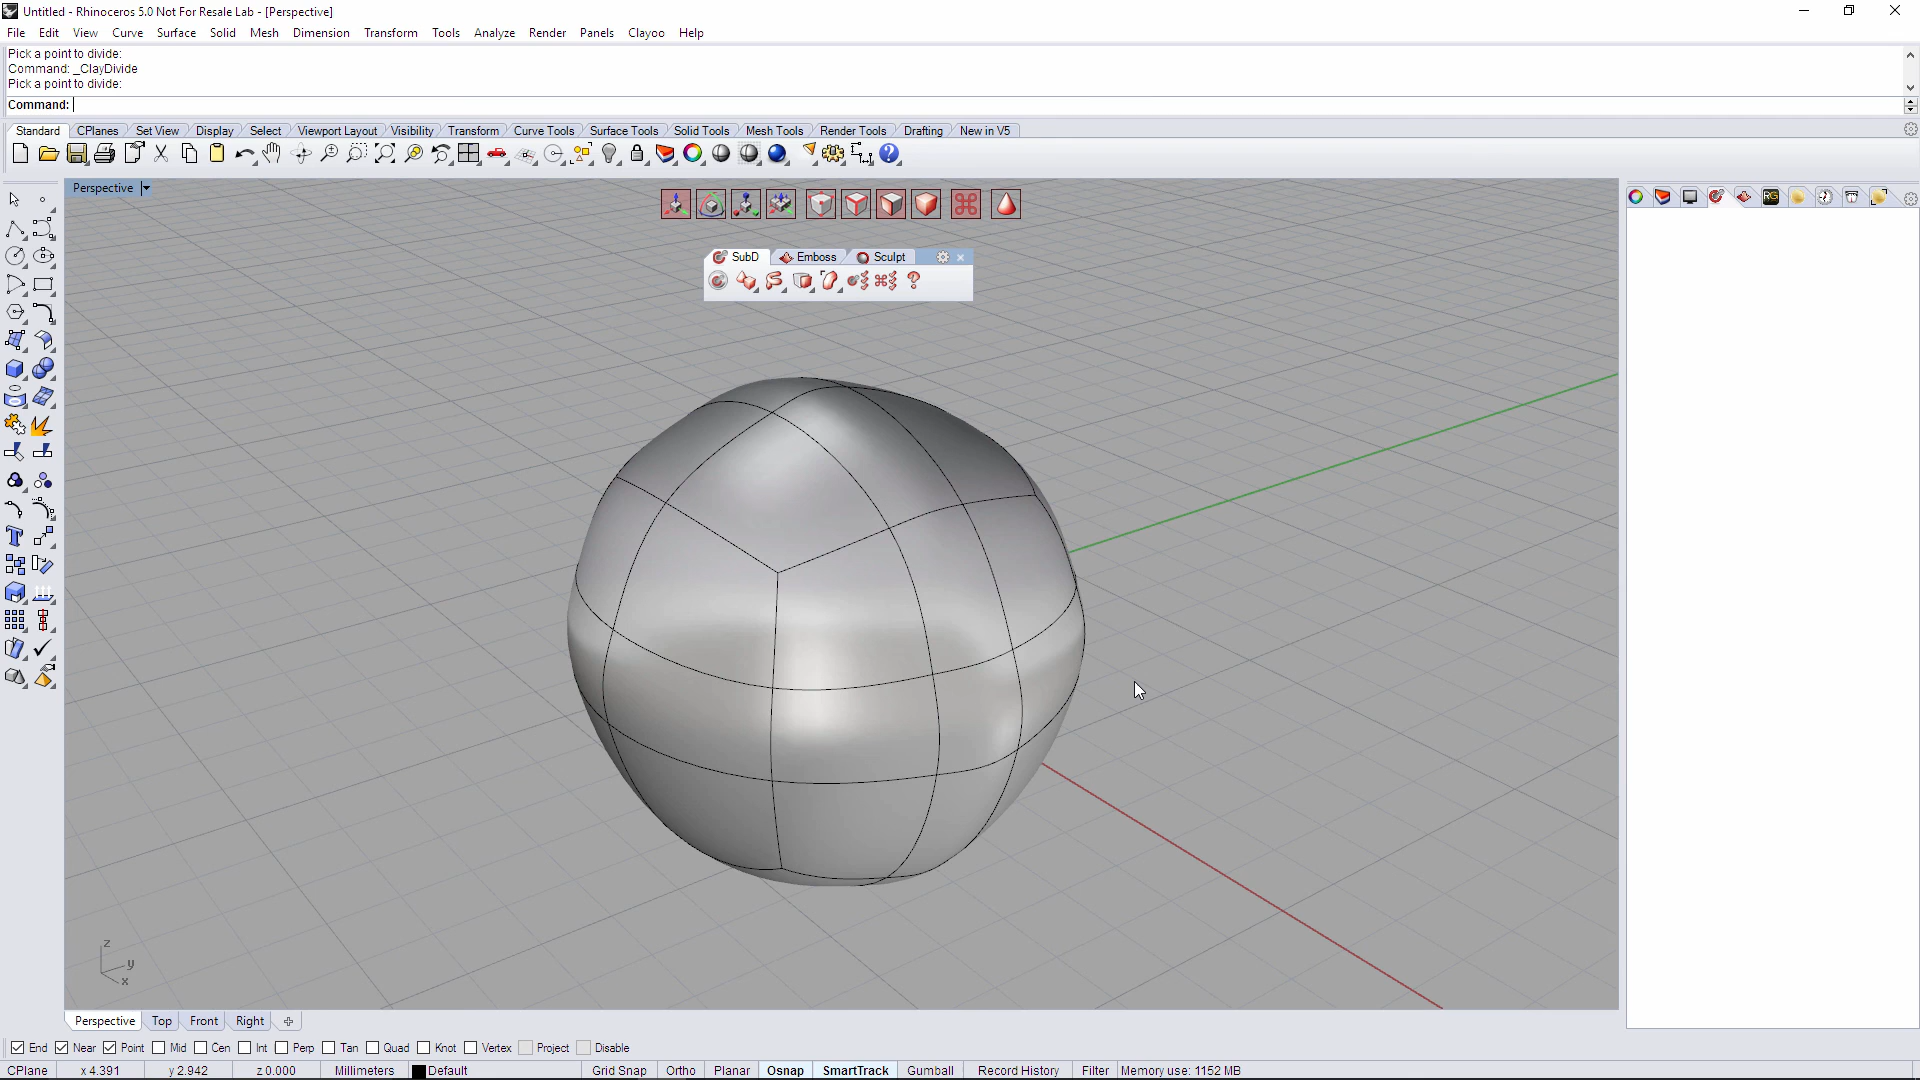 Untitled - Rhinoceros 5.0 Not For Resale Lab - [Perspective]
File Edit View Curve Surface Solid Mesh Dimension Transform Tools Analyze Render Panels Clayoo Help
Pick a point to divide:
Command: _ClayDivide
Pick a point to divide:
Command:
Standard CPlanes Set View Display Select Viewport Layout Visibility Transform Curve Tools Surface Tools Solid Tools Mesh Tools Render Tools Drafting New in V5
Perspective
RG
SubD Emboss Sculpt
z
y
x
Perspective Top Front Right
End Near Point Mid Cen Int Perp Tan Quad Knot Vertex Project Disable
CPlane x 4.391 y 2.942 z 0.000 Millimeters Default Grid Snap Ortho Planar Osnap SmartTrack Gumball Record History Filter Memory use: 1152 MB